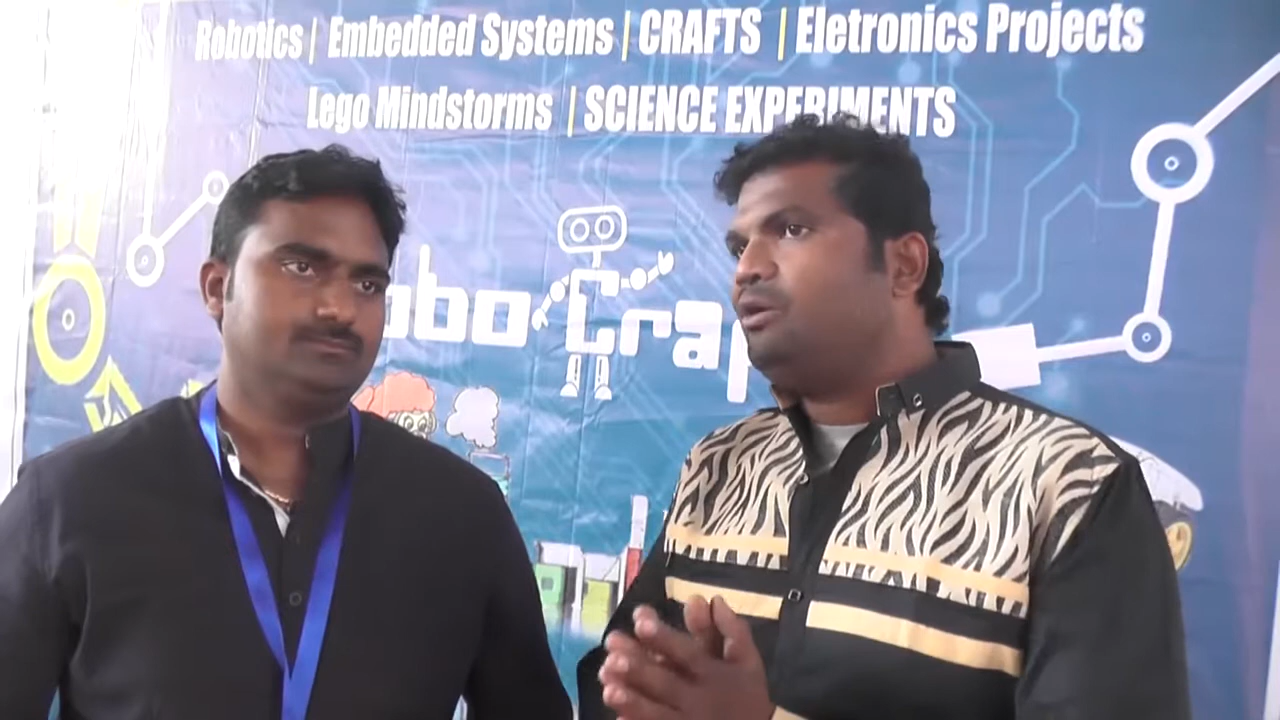 Robotics | Embedded Systems | CRAFTS | Eletronics Projects
Lego Mindstorms | SCIENCE EXPERIMENTS